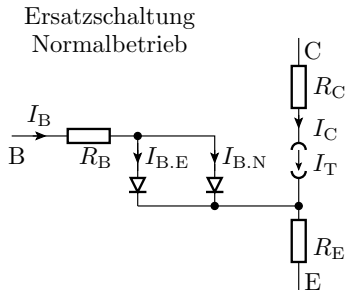 Ersatzschaltung
Normalbetrieb
C
R_C
I_B
I_C
B
R_B
I_B.E
I_B.N
I_T
R_E
E